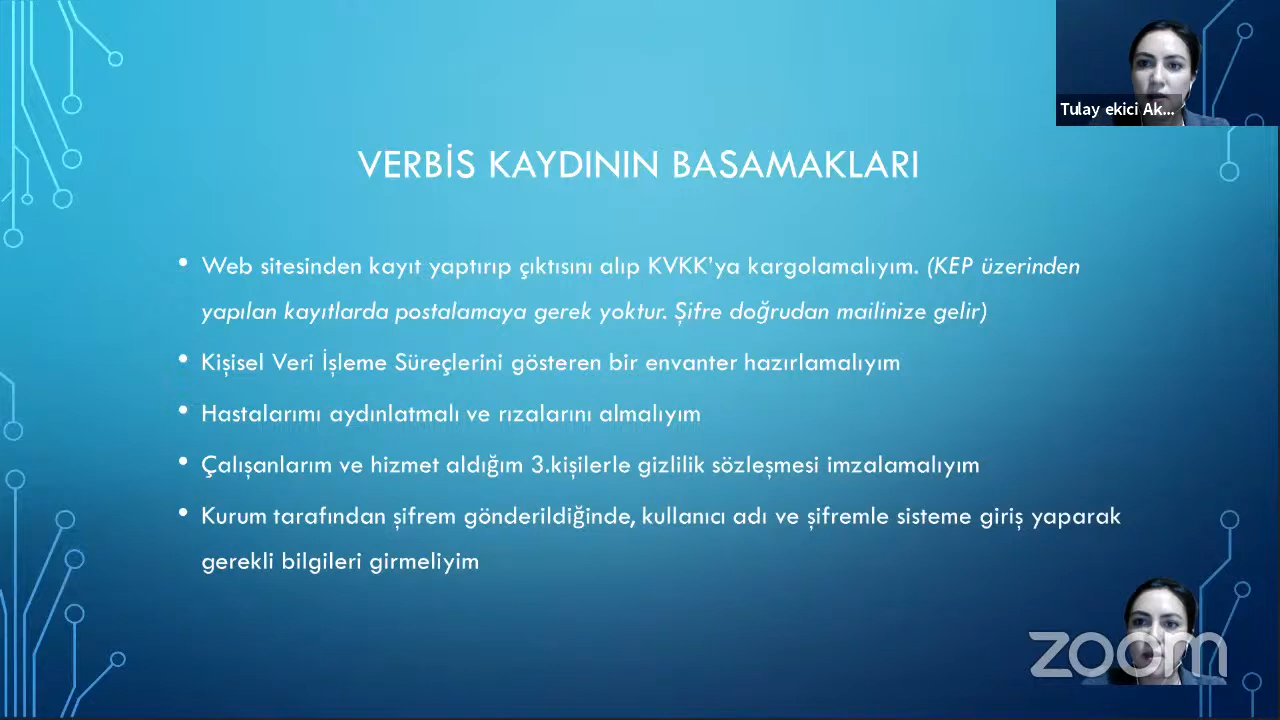 Tulay ekici Ak...
VERBİS KAYDININ BASAMAKLARI
• Web sitesinden kayıt yaptırıp çıktısını alıp KVKK'ya kargolamalıyım. (KEP üzerinden
yapılan kayıtlarda postalamaya gerek yoktur. Şifre doğrudan mailinize gelir)
• Kişisel Veri İşleme Süreçlerini gösteren bir envanter hazırlamalıyım
• Hastalarımı aydınlatmalı ve rızalarını almalıyım
• Çalışanlarım ve hizmet aldığım 3.kişilerle gizlilik sözleşmesi imzalamalıyım
• Kurum tarafından şifrem gönderildiğinde, kullanıcı adı ve şifremle sisteme giriş yaparak
gerekli bilgileri girmeliyim
zoom